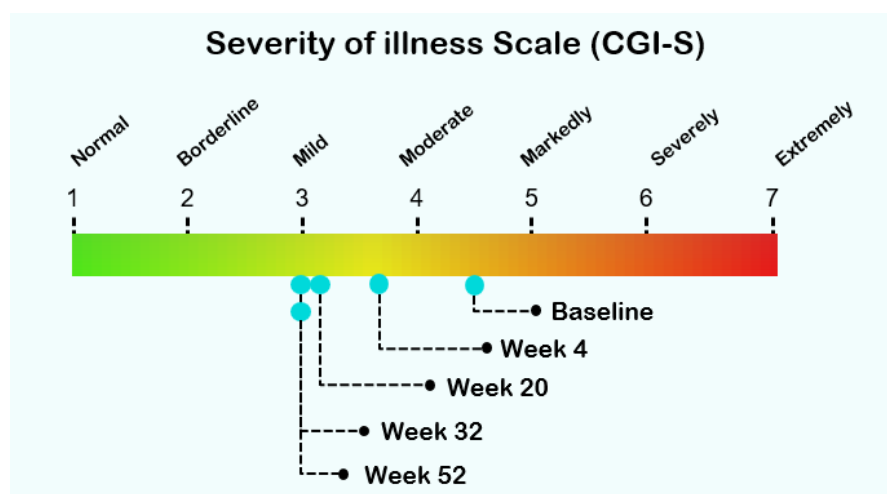 Severity of illness Scale (CGI-S)
Normal
Borderline
Mild
Moderate
Markedly
Severely
Extremely
1 2 3 4 5 6 7
Baseline
Week 4
Week 20
Week 32
Week 52